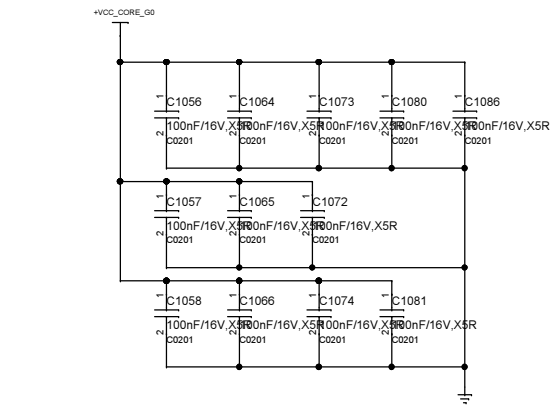 +VCC_CORE_G0
1 C1056 1 C1064 1 C1073 1 C1080 1 C1086
2 100nF/16V,X5R 2 100nF/16V,X5R 2 100nF/16V,X5R 2 100nF/16V,X5R 2 100nF/16V,X5R
C0201 C0201 C0201 C0201 C0201
1 C1057 1 C1065 1 C1072
2 100nF/16V,X5R 2 100nF/16V,X5R 2 100nF/16V,X5R
C0201 C0201 C0201
1 C1058 1 C1066 1 C1074 1 C1081
2 100nF/16V,X5R 2 100nF/16V,X5R 2 100nF/16V,X5R 2 100nF/16V,X5R
C0201 C0201 C0201 C0201